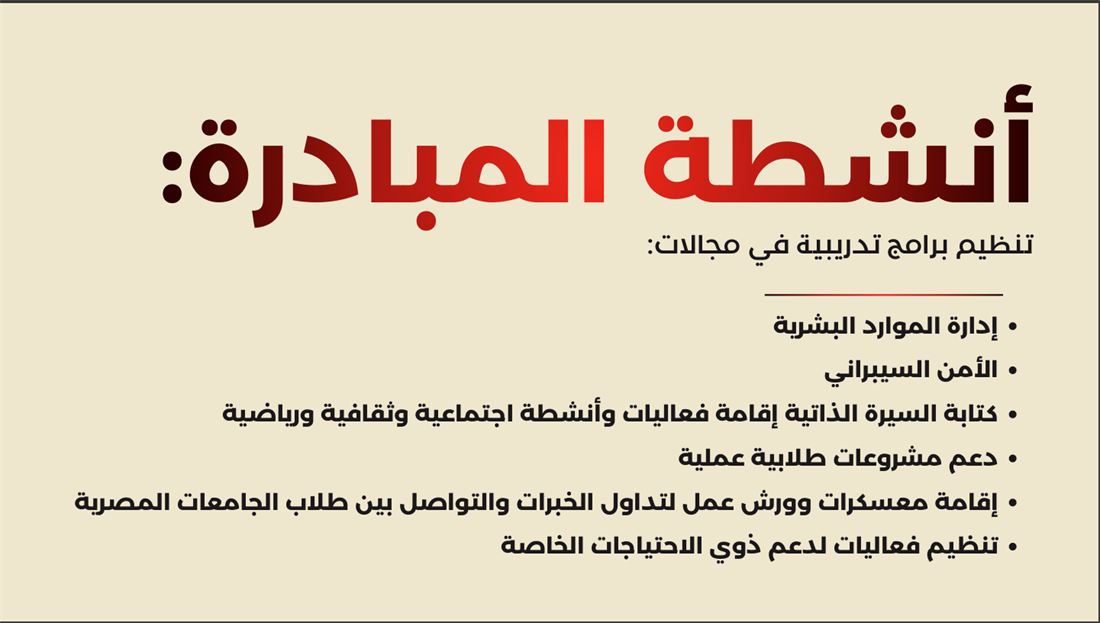 أنشطة المبادرة:
تنظيم برامج تدريبية في مجالات:
• إدارة الموارد البشرية
• الأمن السيبراني
• كتابة السيرة الذاتية إقامة فعاليات وأنشطة اجتماعية وثقافية ورياضية
• دعم مشروعات طلابية عملية
• إقامة معسكرات وورش عمل لتداول الخبرات والتواصل بين طلاب الجامعات المصرية
• تنظيم فعاليات لدعم ذوي الاحتياجات الخاصة